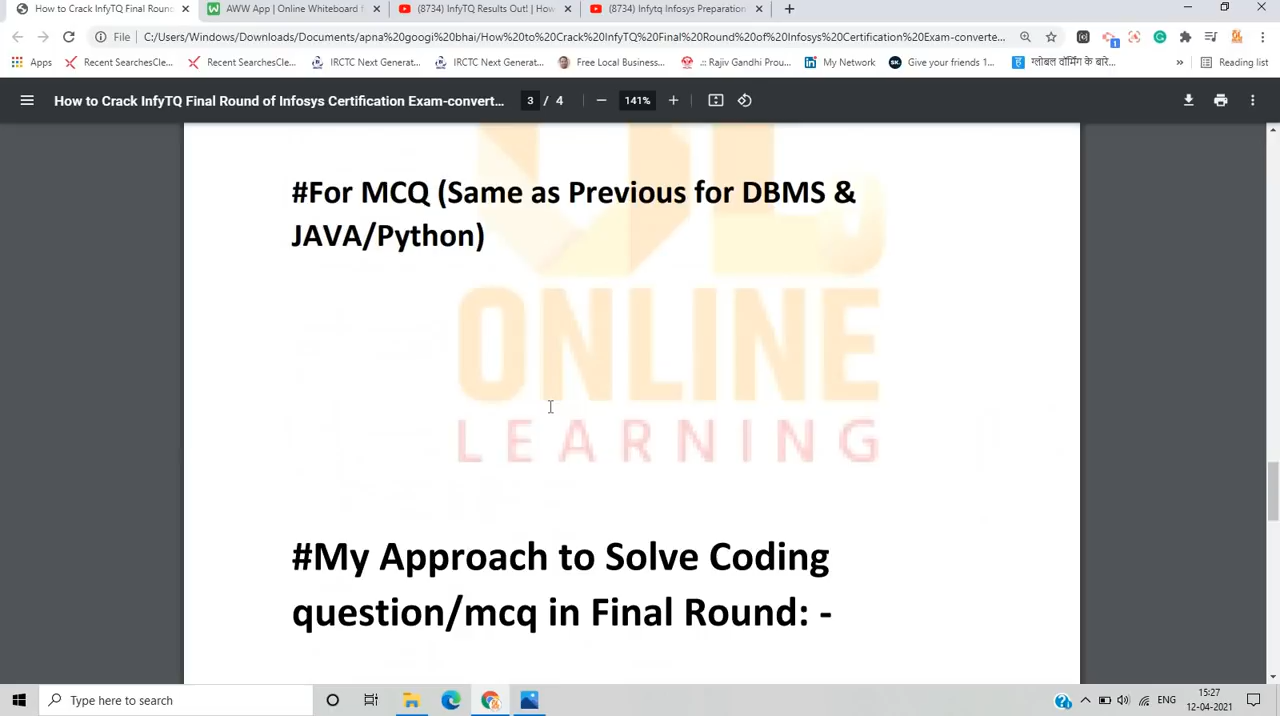 How to Crack InfyTQ Final Round
AWW App | Online Whiteboard f
(8734) InfyTQ Results Out! | How
(8734) Infytq Infosys Preparation
File
C:/Users/Windows/Downloads/Documents/apna%20googi%20bhai/How%20to%20Crack%20InfyTQ%20Final%20Round%20of%20Infosys%20Certification%20Exam-converte...
1
Apps
Recent SearchesCle...
Recent SearchesCle...
IRCTC Next Generat...
IRCTC Next Generat...
Free Local Business...
.:: Rajiv Gandhi Prou...
My Network
SK.
Give your friends 1...
ग्लोबल वॉर्मिंग के बारे...
»
Reading list
How to Crack InfyTQ Final Round of Infosys Certification Exam-convert...
3 / 4
141%
#For MCQ (Same as Previous for DBMS &
JAVA/Python)
ONLINE
LEARNING
#My Approach to Solve Coding
question/mcq in Final Round: -
Type here to search
ENG
15:27
12-04-2021